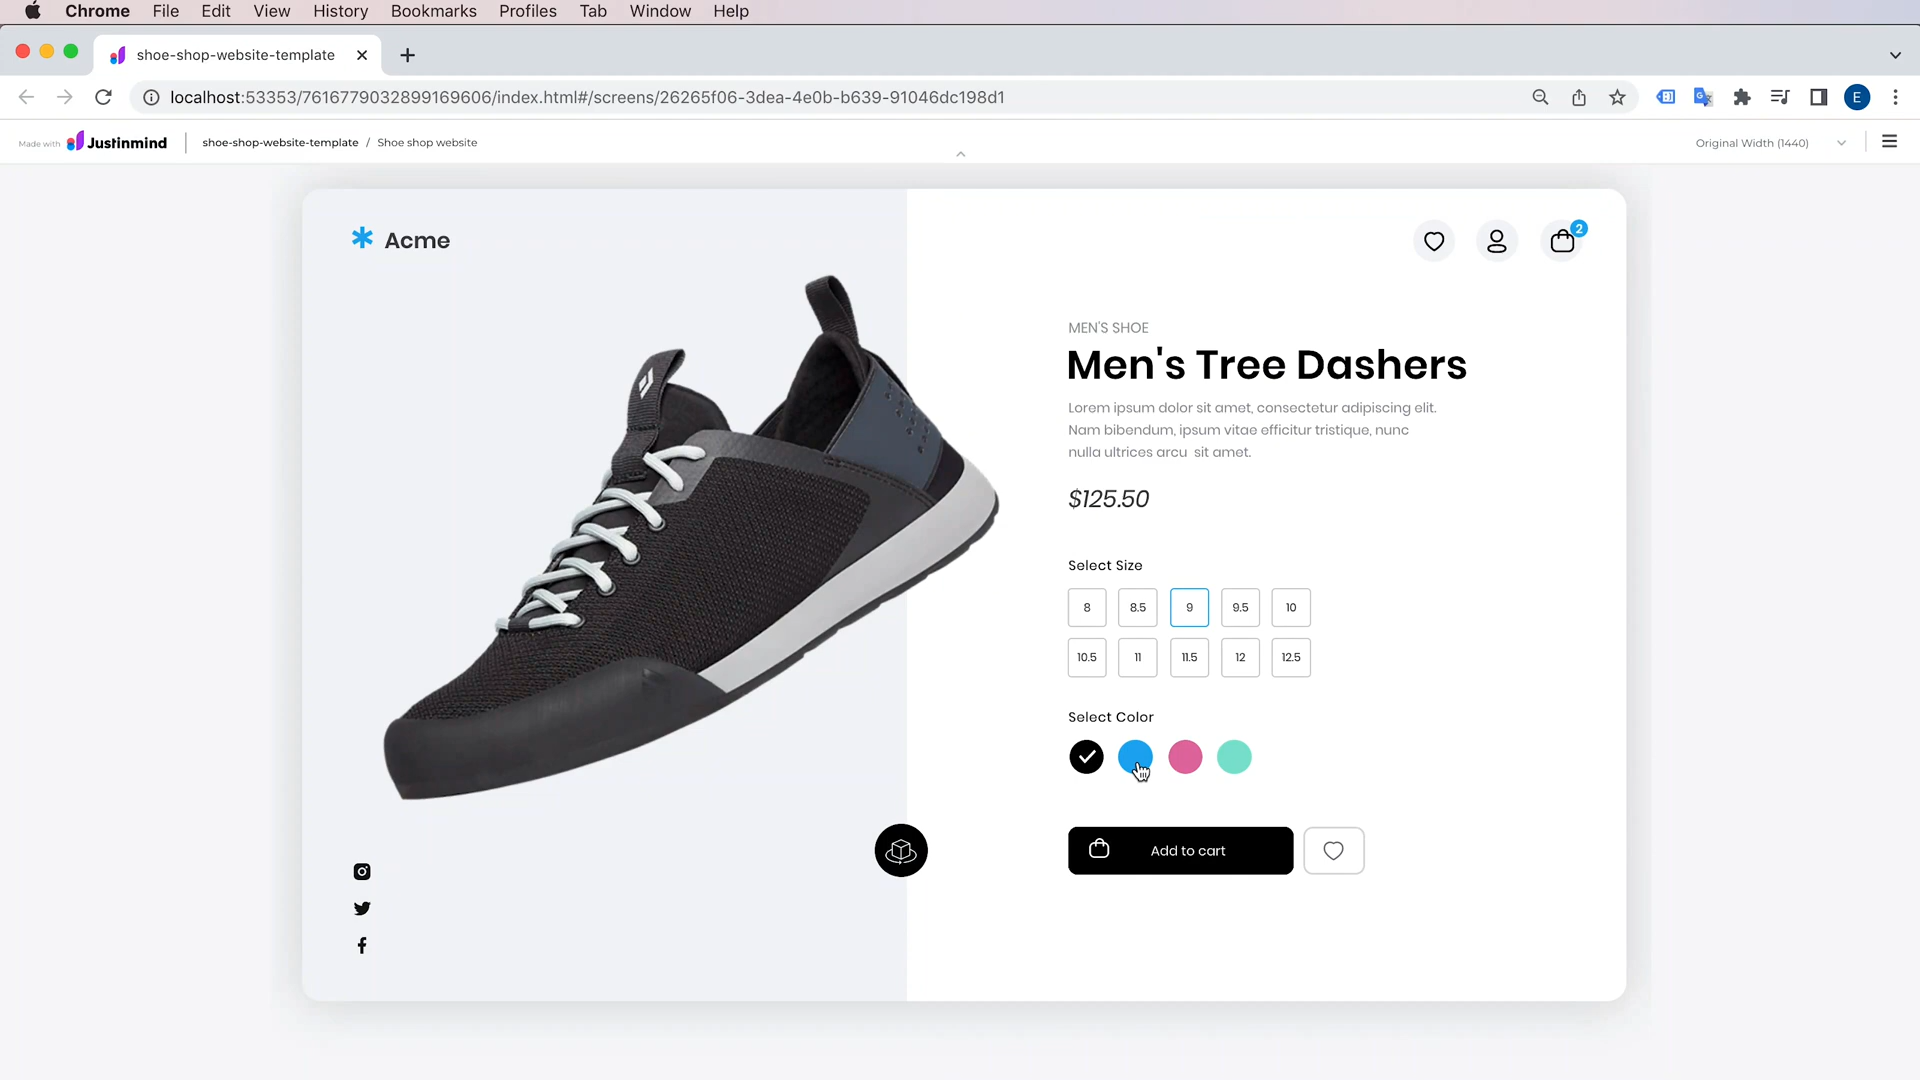 Chrome File Edit View History Bookmarks Profiles Tab Window Help
shoe-shop-website-template
localhost:53353/7616779032899169606/index.html#/screens/26265f06-3dea-4e0b-b639-91046dc198d1
E
Made with Justinmind shoe-shop-website-template / Shoe shop website
Original Width (1440)
Acme
2
MEN'S SHOE
Men's Tree Dashers
Lorem ipsum dolor sit amet, consectetur adipiscing elit.
Nam bibendum, ipsum vitae efficitur tristique, nunc
nulla ultrices arcu sit amet.
$125.50
Select Size
8 8.5 9 9.5 10
10.5 11 11.5 12 12.5
Select Color
Add to cart